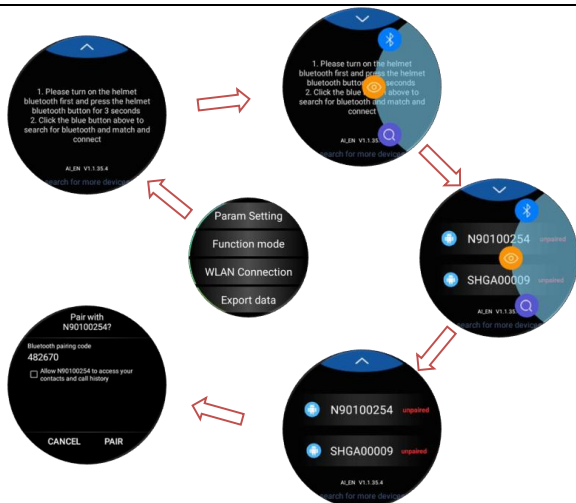 1. Please turn on the helmet
bluetooth first and press the helmet
bluetooth button for 3 seconds
2. Click the blue button above to
search for bluetooth and match and
connect
AI_EN V1.1.35.4
search for more devices
1. Please turn on the helmet
bluetooth first and press the helmet
bluetooth button seconds
2. Click the blue above to
search for bluetooth and match and
connect
AI_EN V1.1.35
search for more devices
N90100254 unpaired
SHGA00009 unpaired
AI_EN V1.1.35
search for more devices
Param Setting
Function mode
WLAN Connection
Export data
Pair with
N90100254?
Bluetooth pairing code
482670
Allow N90100254 to access your
contacts and call history
CANCEL PAIR
N90100254 unpaired
SHGA00009 unpaired
AI_EN V1.1.35.4
search for more devices